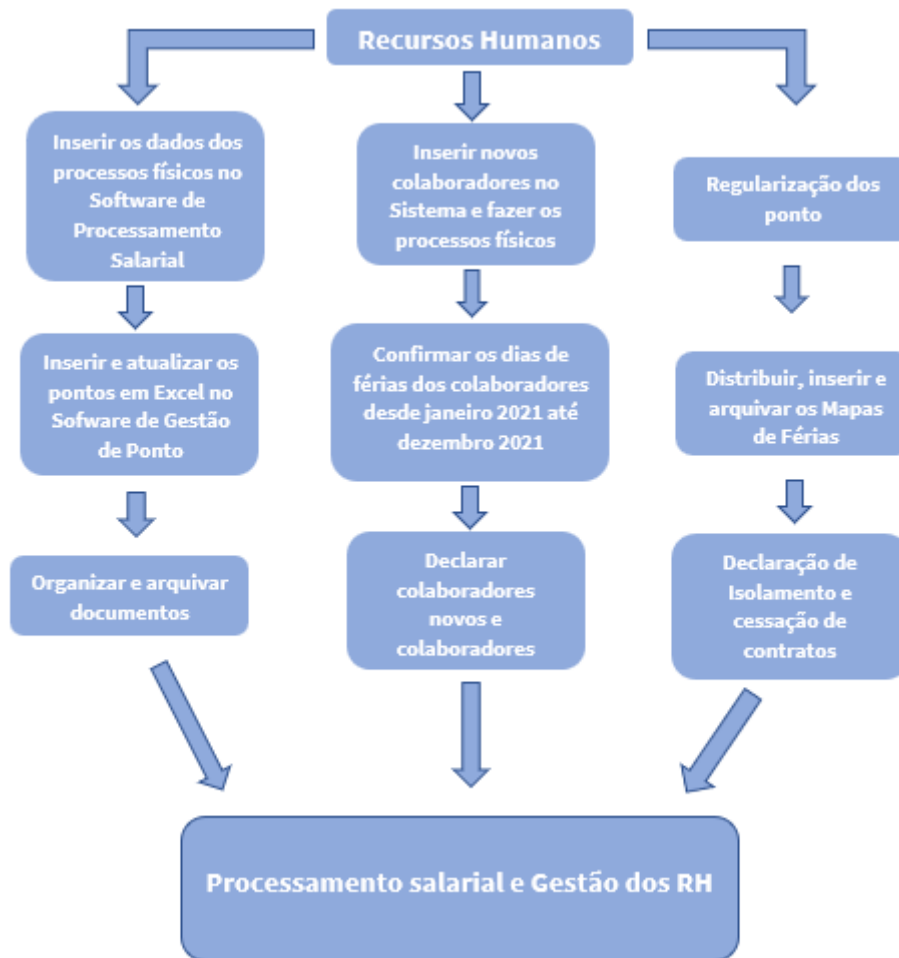 Recursos Humanos
Inserir os dados dos
processos físicos no
Software de
Processamento
Salarial
Inserir novos
colaboradores no
Sistema e fazer os
processos físicos
Regularização dos
ponto
Inserir e atualizar os
pontos em Excel no
Sofware de Gestão
de Ponto
Confirmar os dias de
férias dos colaboradores
desde janeiro 2021 até
dezembro 2021
Distribuir, inserir e
arquivar os Mapas
de Férias
Organizar e arquivar
documentos
Declarar
colaboradores
novos e
colaboradores
Declaração de
Isolamento e
cessação de
contratos
Processamento salarial e Gestão dos RH